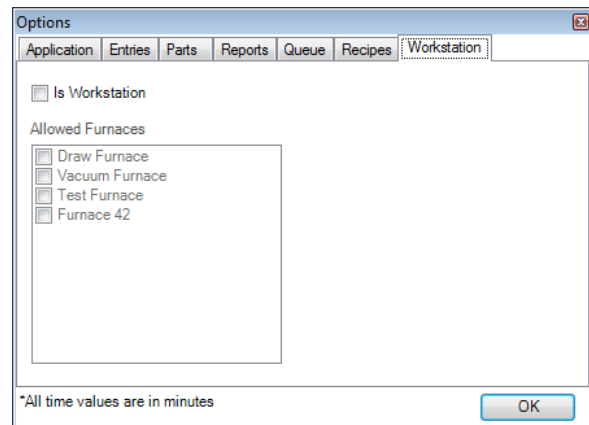 Options
Application Entries Parts Reports Queue Recipes Workstation
Is Workstation
Allowed Furnaces
Draw Furnace
Vacuum Furnace
Test Furnace
Furnace 42
*All time values are in minutes
OK